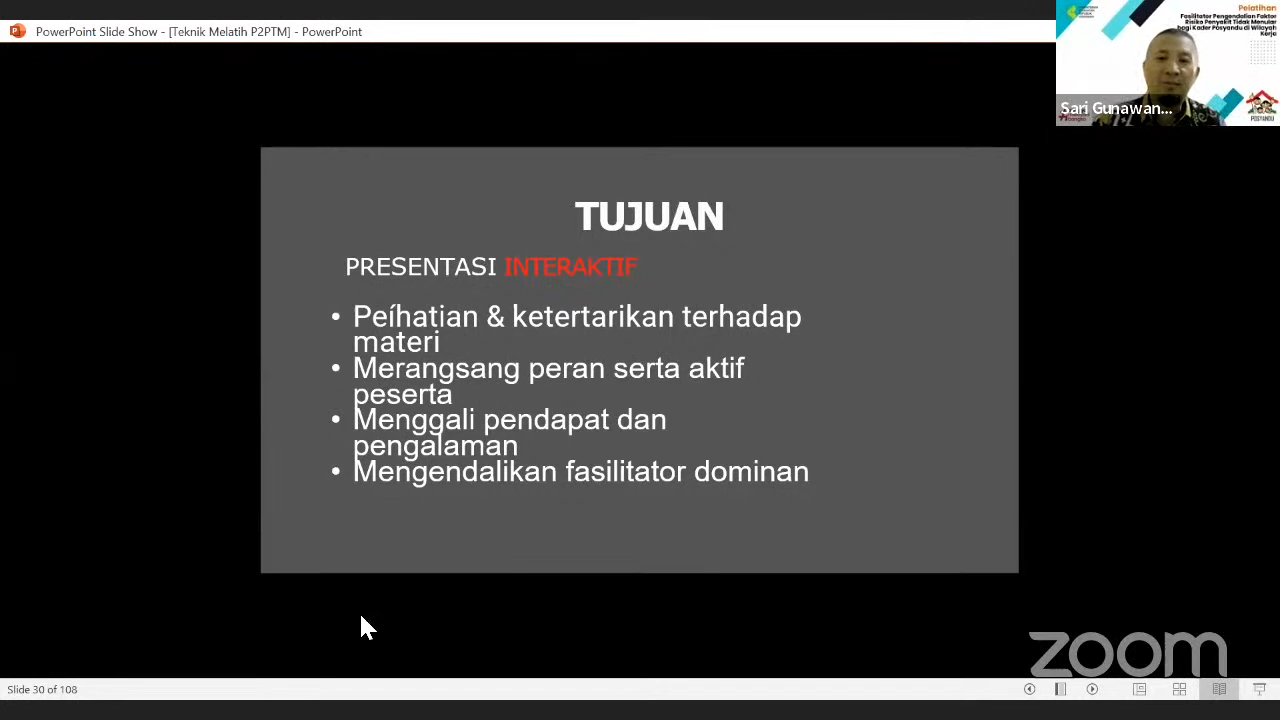 PowerPoint Slide Show - [Teknik Melatih P2PTM] - PowerPoint
Pelatihan
Fasilitator Pengendalian Faktor
Risiko Penyakit Tidak Menular
bagi Kader Posyandu di Wilayah
Kerja
Sari Gunawan...
POSYANDU
TUJUAN
PRESENTASI INTERAKTIF
• Peíhatian & ketertarikan terhadap
materi
• Merangsang peran serta aktif
peserta
• Menggali pendapat dan
pengalaman
• Mengendalikan fasilitator dominan
zoom
Slide 30 of 108